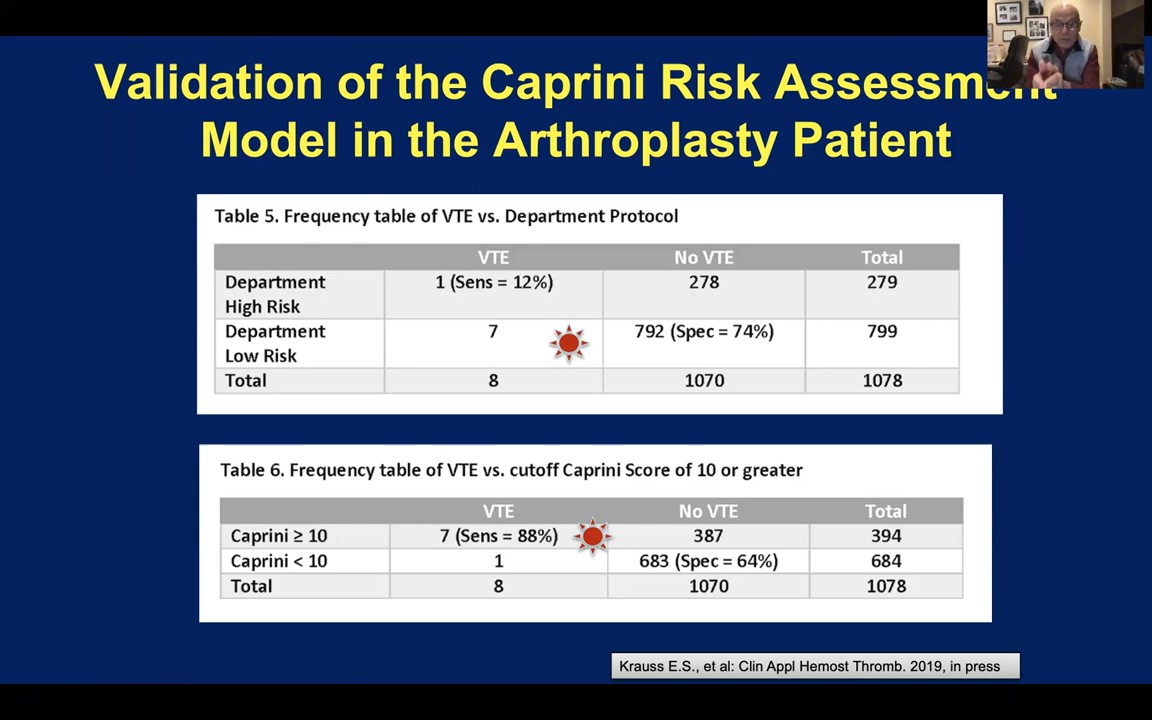 Validation of the Caprini Risk Assessment
Model in the Arthroplasty Patient
Table 5. Frequency table of VTE vs. Department Protocol
VTE No VTE Total
Department High Risk 1 (Sens = 12%) 278 279
Department Low Risk 7 792 (Spec = 74%) 799
Total 8 1070 1078
Table 6. Frequency table of VTE vs. cutoff Caprini Score of 10 or greater
VTE No VTE Total
Caprini ≥ 10 7 (Sens = 88%) 387 394
Caprini < 10 1 683 (Spec = 64%) 684
Total 8 1070 1078
Krauss E.S., et al: Clin Appl Hemost Thromb. 2019, in press